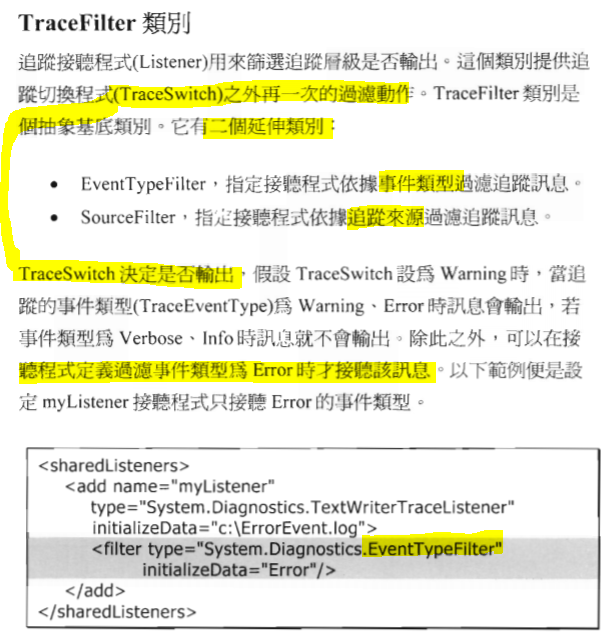 TraceFilter 類別
追蹤接聽程式(Listener)用來篩選追蹤層級是否輸出。這個類別提供追
蹤切換程式(TraceSwitch)之外再一次的過濾動作。TraceFilter 類別是
個抽象基底類別。它有二個延伸類別：
• EventTypeFilter，指定接聽程式依據事件類型過濾追蹤訊息。
• SourceFilter，指定接聽程式依據追蹤來源過濾追蹤訊息。
TraceSwitch 決定是否輸出，假設 TraceSwitch 設為 Warning 時，當追
蹤的事件類型(TraceEventType)為 Warning、Error 時訊息會輸出，若
事件類型為 Verbose、Info 時訊息就不會輸出。除此之外，可以在接
聽程式定義過濾事件類型為 Error 時才接聽該訊息。以下範例便是設
定 myListener 接聽程式只接聽 Error 的事件類型。
<sharedListeners>
<add name="myListener"
type="System.Diagnostics.TextWriterTraceListener"
initializeData="c:\ErrorEvent.log">
<filter type="System.Diagnostics.EventTypeFilter"
initializeData="Error"/>
</add>
</sharedListeners>